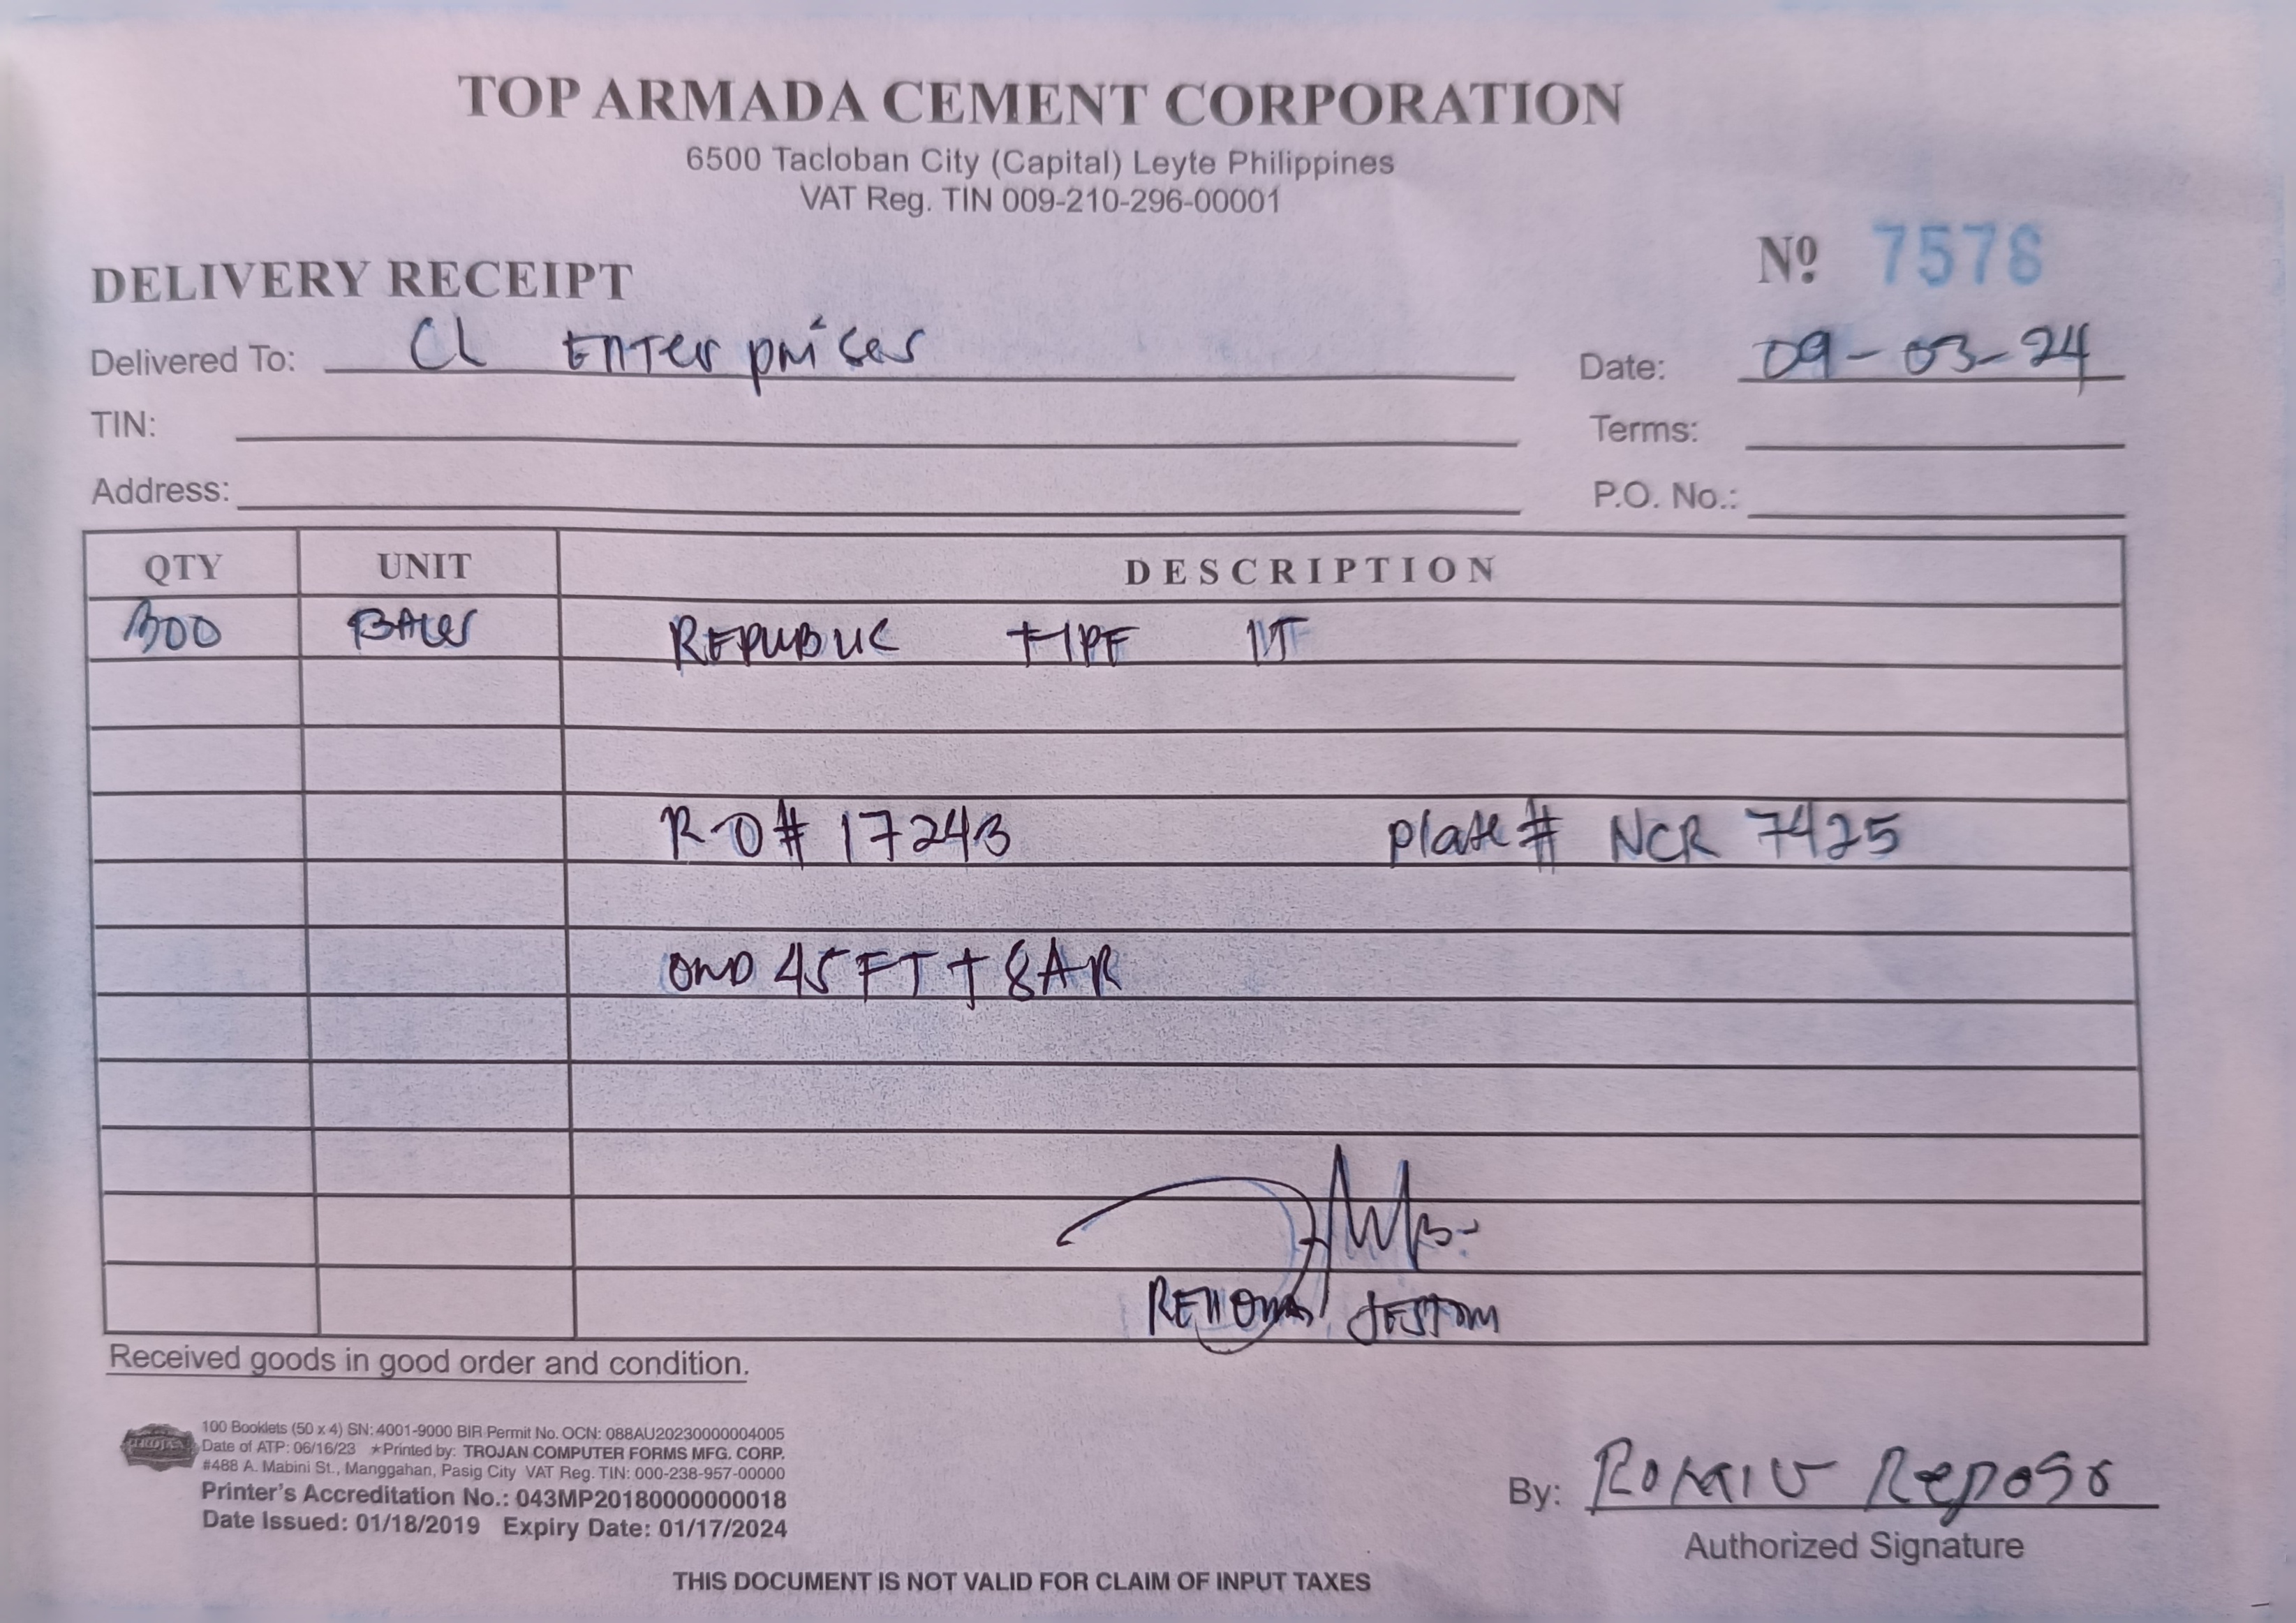 TOP ARMADA CEMENT CORPORATION
6500 Tacloban City (Capital) Leyte Philippines
VAT Reg. TIN 009-210-296-00001
DELIVERY RECEIPT
Nº 7578
Delivered To: CL Enterprises
Date: 09-03-24
TIN:
Terms:
Address:
P.O. No.:
QTY UNIT DESCRIPTION
300 REPUBLIC TYPE 1T
RO# 17243 Plate# NCR 7425
45FT + 8AR
JESTOM
Received goods in good order and condition.
TROJAN
100 Booklets (50 x 4) SN: 4001-9000 BIR Permit No. OCN: 088AU20230000004005
Date of ATP: 06/16/23 ★Printed by: TROJAN COMPUTER FORMS MFG. CORP.
#488 A. Mabini St., Manggahan, Pasig City VAT Reg. TIN: 000-238-957-00000
Printer's Accreditation No.: 043MP20180000000018
Date Issued: 01/18/2019 Expiry Date: 01/17/2024
By: Reposo
Authorized Signature
THIS DOCUMENT IS NOT VALID FOR CLAIM OF INPUT TAXES